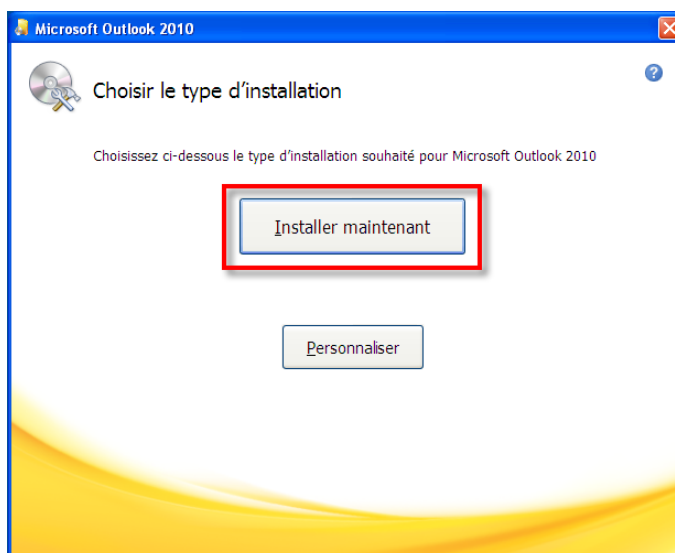 Microsoft Outlook 2010
Choisir le type d'installation
Choisissez ci-dessous le type d'installation souhaité pour Microsoft Outlook 2010
Installer maintenant
Personnaliser